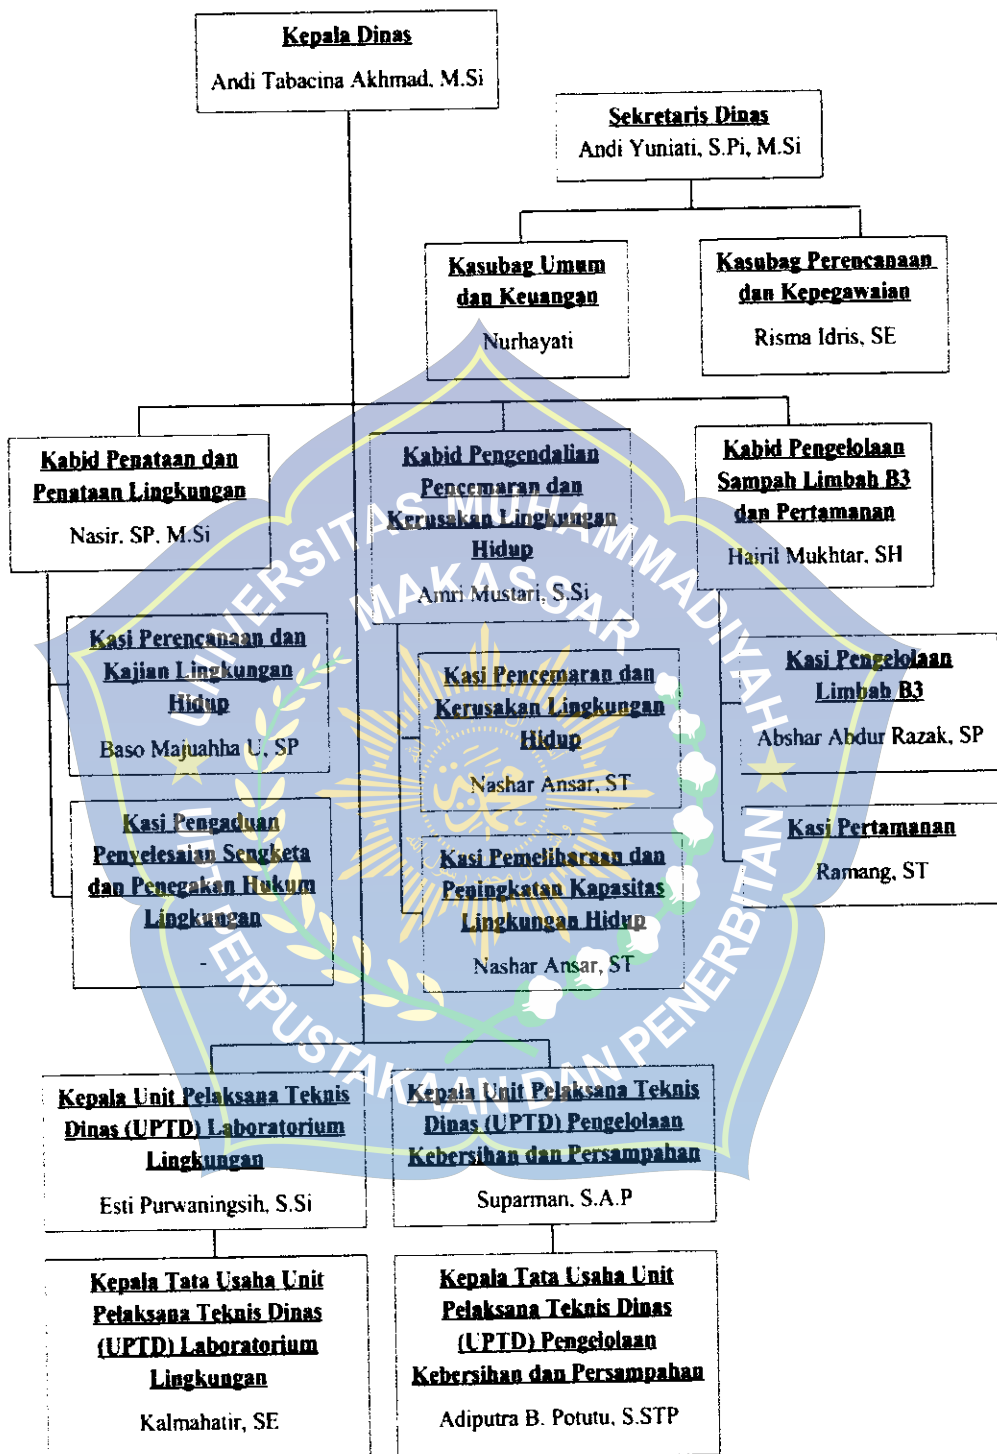 Kepala Dinas
Andi Tabacina Akhmad, M.Si
Sekretaris Dinas
Andi Yuniati, S.Pi, M.Si
Kasubag Umum
dan Keuangan
Nurhayati
Kasubag Perencanaan
dan Kepegawaian
Risma Idris, SE
Kabid Penataan dan
Penataan Lingkungan
Nasir. SP, M.Si
Kabid Pengendalian
Pencemaran dan
Kerusakan Lingkungan
Hidup
Amri Mustari, S.Si
Kabid Pengelolaan
Sampah Limbah B3
dan Pertamanan
Hairil Mukhtar, SH
Kasi Perencanaan dan
Kajian Lingkungan
Hidup
Baso Majuahha U, SP
Kasi Pencemaran dan
Kerusakan Lingkungan
Hidup
Nashar Ansar, ST
Kasi Pengelolaan
Limbah B3
Abshar Abdur Razak, SP
Kasi Pengaduan
Penyelesaian Sengketa
dan Penegakan Hukum
Lingkungan
-
Kasi Pemeliharaan dan
Peningkatan Kapasitas
Lingkungan Hidup
Nashar Ansar, ST
Kasi Pertamanan
Ramang, ST
Kepala Unit Pelaksana Teknis
Dinas (UPTD) Laboratorium
Lingkungan
Esti Purwaningsih, S.Si
Kepala Unit Pelaksana Teknis
Dinas (UPTD) Pengelolaan
Kebersihan dan Persampahan
Suparman, S.A.P
Kepala Tata Usaha Unit
Pelaksana Teknis Dinas
(UPTD) Laboratorium
Lingkungan
Kalmahatir, SE
Kepala Tata Usaha Unit
Pelaksana Teknis Dinas
(UPTD) Pengelolaan
Kebersihan dan Persampahan
Adiputra B. Potutu, S.STP
UNIVERSITAS MUHAMMADIYAH
MAKASSAR
UPT PERPUSTAKAAN DAN PENERBITAN